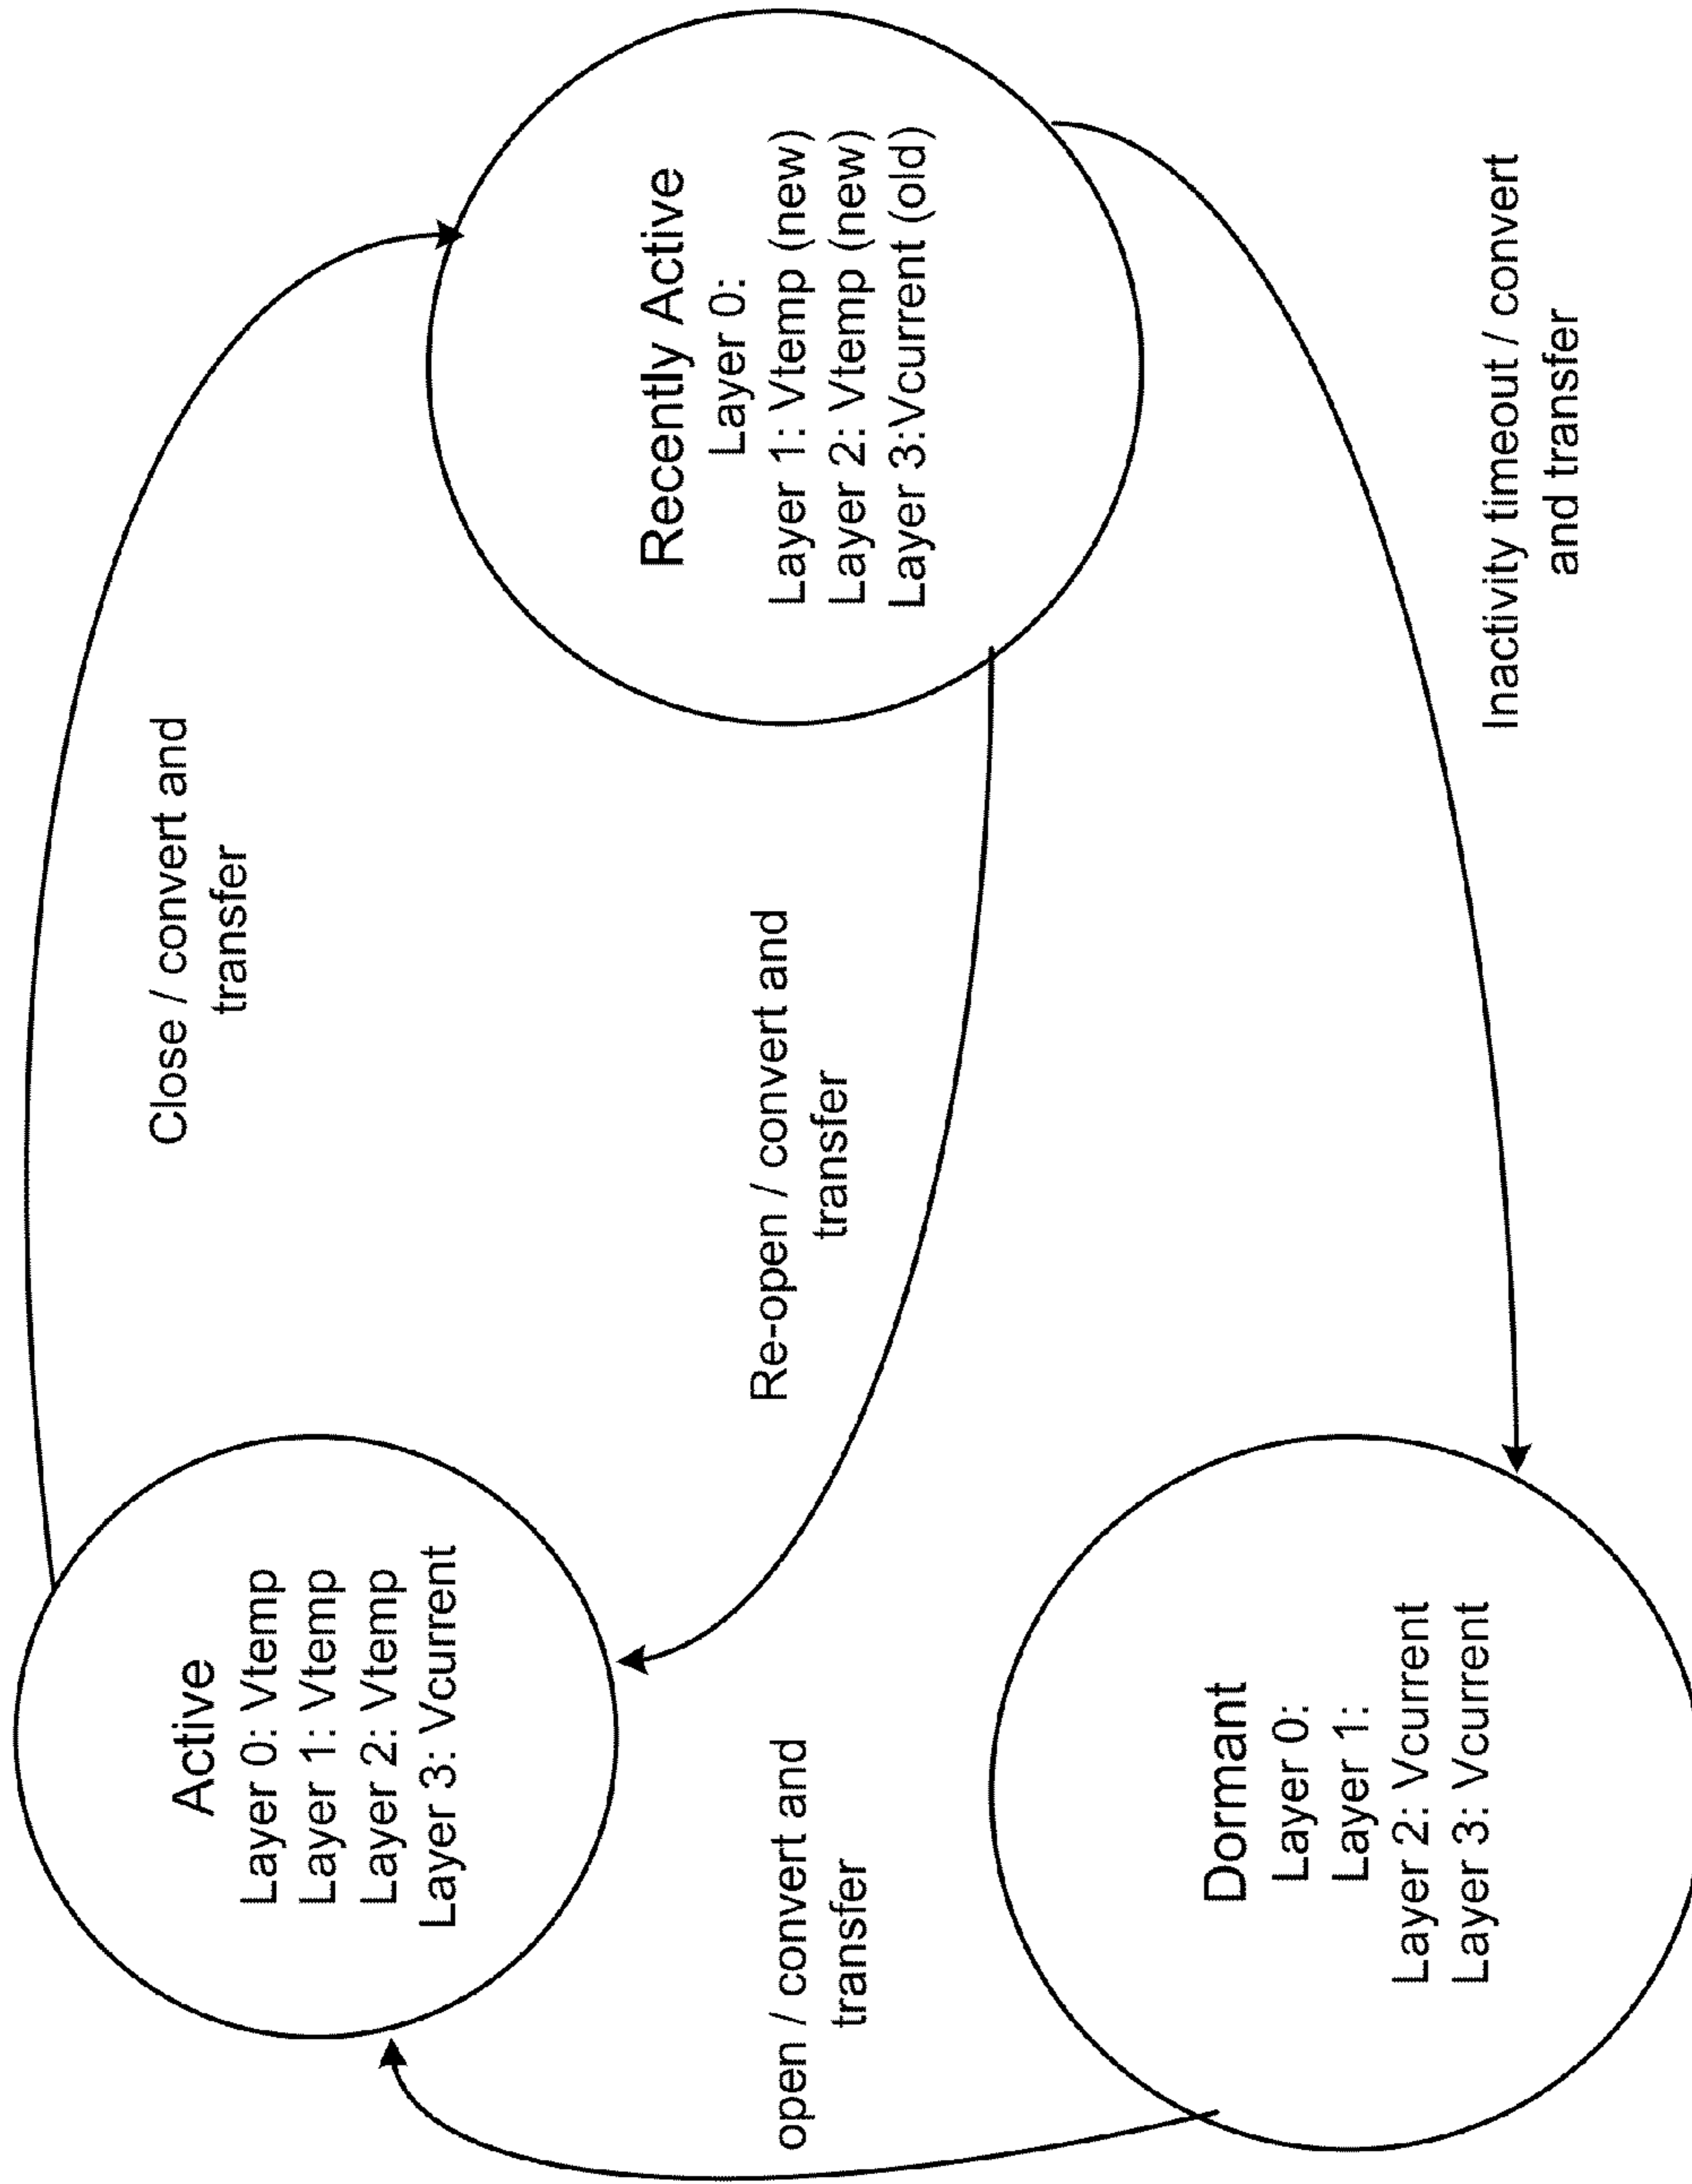 Active
Layer 0: Vtemp
Layer 1: Vtemp
Layer 2: Vtemp
Layer 3: Vcurrent
Close / convert and
transfer
Recently Active
Layer 0:
Layer 1: Vtemp (new)
Layer 2: Vtemp (new)
Layer 3:Vcurrent (old)
Re-open / convert and
transfer
open / convert and
transfer
Dormant
Layer 0:
Layer 1:
Layer 2: Vcurrent
Layer 3: Vcurrent
Inactivity timeout / convert
and transfer